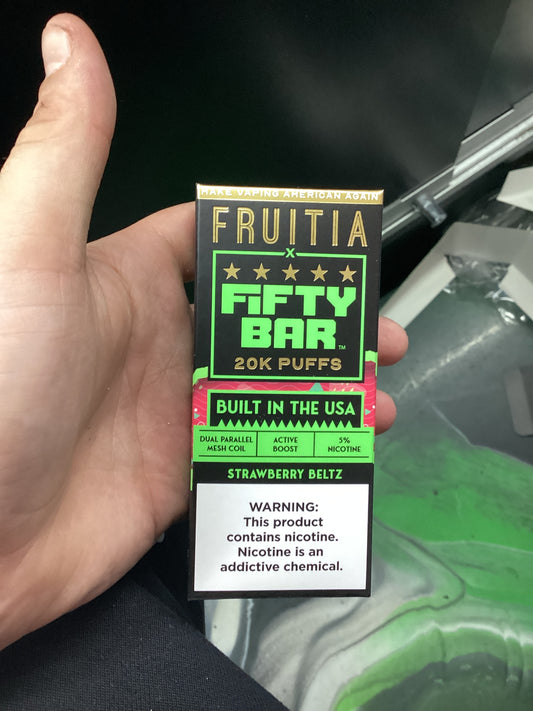 MAKE VAPING AMERICAN AGAIN
FRUITIA
X
FiFTY
BAR™
20K PUFFS
BUILT IN THE USA
DUAL PARALLEL MESH COIL
ACTIVE BOOST
5% NICOTINE
STRAWBERRY BELTZ
WARNING:
This product
contains nicotine.
Nicotine is an
addictive chemical.